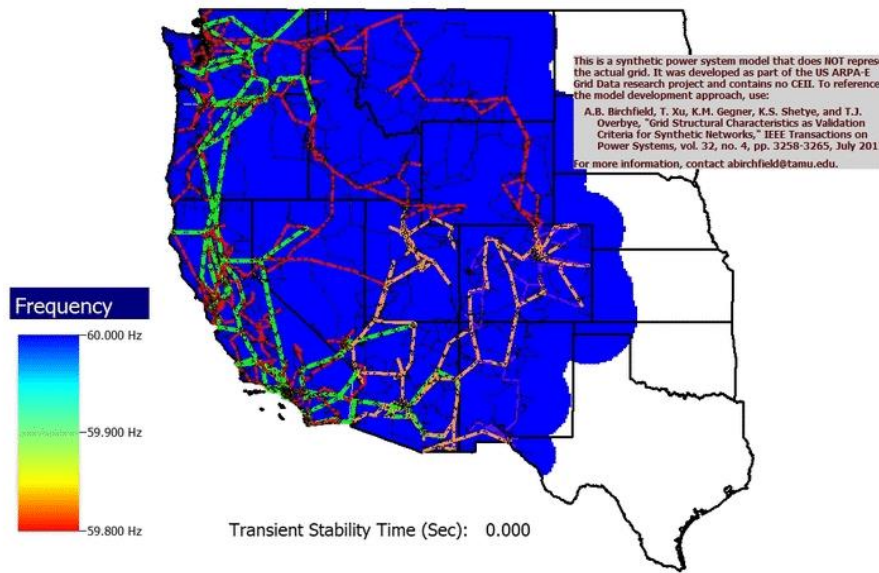 This is a synthetic power system model that does NOT represe
the actual grid. It was developed as part of the US ARPA-E
Grid Data research project and contains no CEII. To reference
the model development approach, use:
A.B. Birchfield, T. Xu, K.M. Gegner, K.S. Shetye, and T.J.
Overbye, "Grid Structural Characteristics as Validation
Criteria for Synthetic Networks," IEEE Transactions on
Power Systems, vol. 32, no. 4, pp. 3258-3265, July 201
For more information, contact abirchfield@tamu.edu.
Frequency
60.000 Hz
59.900 Hz
59.800 Hz
Transient Stability Time (Sec): 0.000